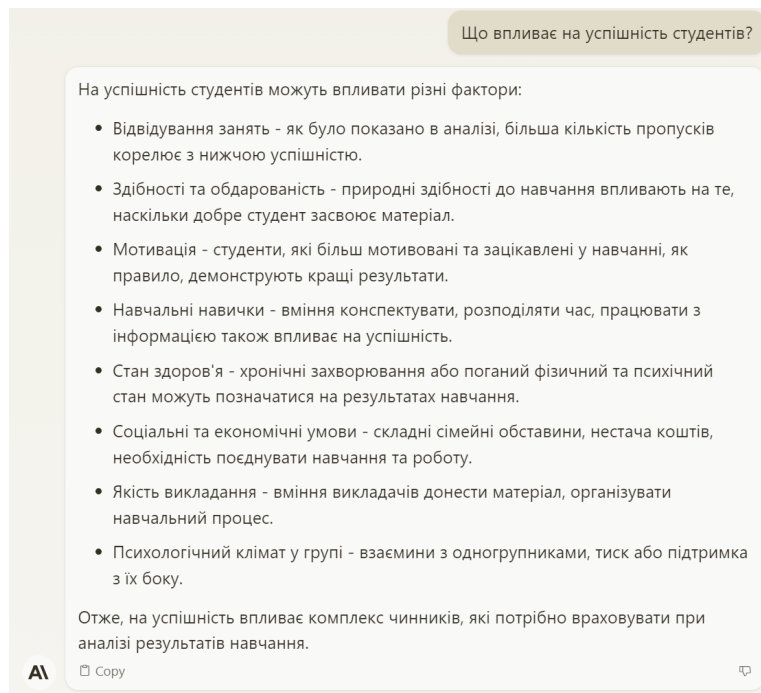 Що впливає на успішність студентів?
На успішність студентів можуть впливати різні фактори:
• Відвідування занять - як було показано в аналізі, більша кількість пропусків
корелює з нижчою успішністю.
• Здібності та обдарованість - природні здібності до навчання впливають на те,
наскільки добре студент засвоює матеріал.
• Мотивація - студенти, які більш мотивовані та зацікавлені у навчанні, як
правило, демонструють кращі результати.
• Навчальні навички - вміння конспектувати, розподіляти час, працювати з
інформацією також впливає на успішність.
• Стан здоров'я - хронічні захворювання або поганий фізичний та психічний
стан можуть позначатися на результатах навчання.
• Соціальні та економічні умови - складні сімейні обставини, нестача коштів,
необхідність поєднувати навчання та роботу.
• Якість викладання - вміння викладачів донести матеріал, організувати
навчальний процес.
• Психологічний клімат у групі - взаємини з одногрупниками, тиск або підтримка
з їх боку.
Отже, на успішність впливає комплекс чинників, які потрібно враховувати при
аналізі результатів навчання.
A\ Copy